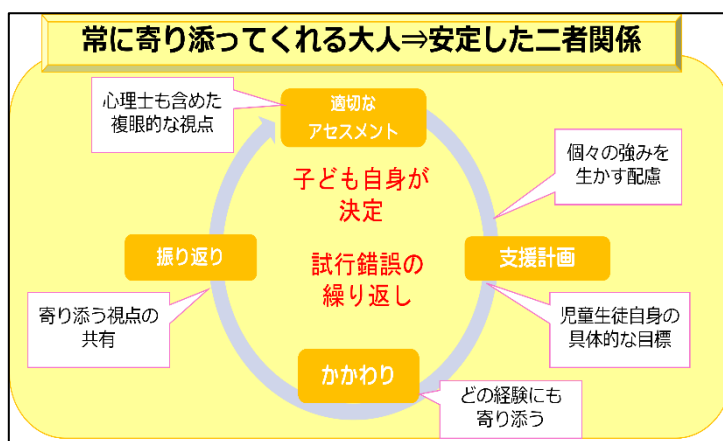 常に寄り添ってくれる大人⇒安定した二者関係
心理士も含めた
複眼的な視点
適切な
アセスメント
個々の強みを
生かす配慮
子ども自身が
決定
振り返り
支援計画
試行錯誤の
繰り返し
寄り添う視点の
共有
児童生徒自身の
具体的な目標
かかわり
どの経験にも
寄り添う